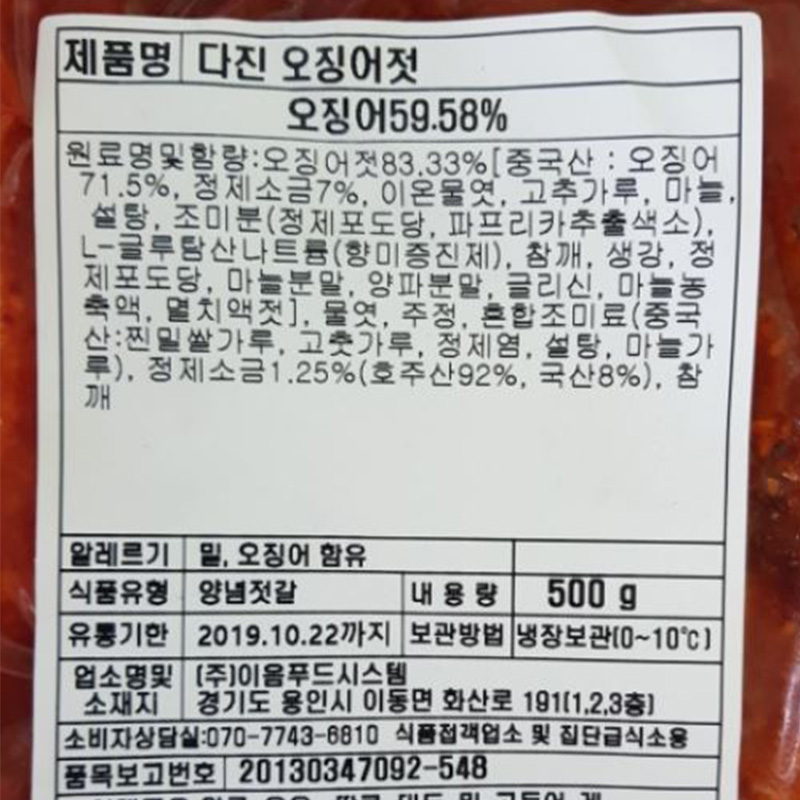 제품명 다진 오징어젓
오징어59.58%
원료명및함량:오징어젓83.33%[중국산 : 오징어
71.5%, 정제소금7%, 이온물엿, 고추가루, 마늘,
설탕, 조미분(정제포도당, 파프리카추출색소),
L-글루탐산나트륨(향미증진제), 참깨, 생강, 정
제포도당, 마늘분말, 양파분말, 글리신, 마늘농
축액, 멸치액젓], 물엿, 주정, 혼합조미료(중국
산:찐밀쌀가루, 고춧가루, 정제염, 설탕, 마늘가
루), 정제소금1.25%(호주산92%, 국산8%), 참
깨
알레르기 밀, 오징어 함유
식품유형 양념젓갈 내 용 량 500 g
유통기한 2019.10.22까지 보관방법 냉장보관(0~10℃)
업소명및 (주)이음푸드시스템
소재지 경기도 용인시 이동면 화산로 191(1,2,3층)
소비자상담실:070-7743-6810 식품접객업소 및 집단급식소용
품목보고번호 20130347092-548